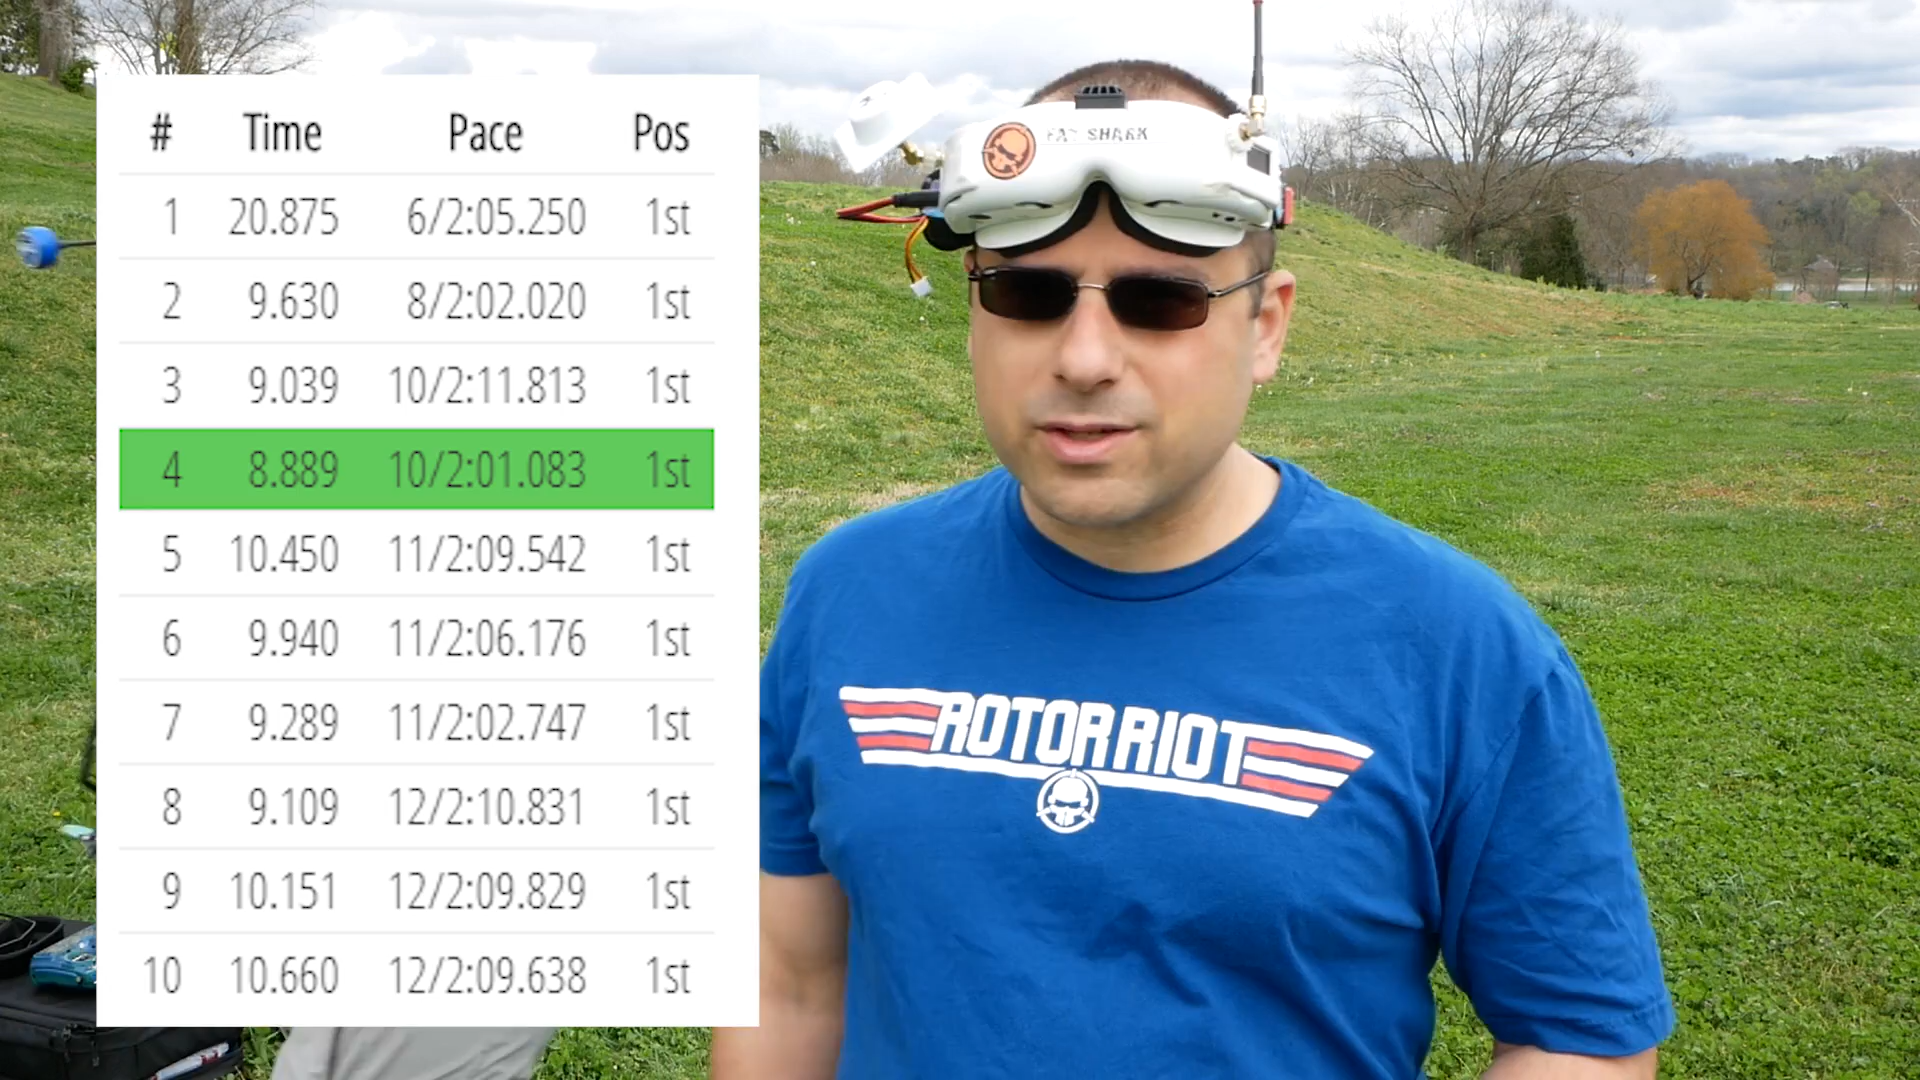 # Time Pace Pos
1 20.875 6/2:05.250 1st
2 9.630 8/2:02.020 1st
3 9.039 10/2:11.813 1st
4 8.889 10/2:01.083 1st
5 10.450 11/2:09.542 1st
6 9.940 11/2:06.176 1st
7 9.289 11/2:02.747 1st
8 9.109 12/2:10.831 1st
9 10.151 12/2:09.829 1st
10 10.660 12/2:09.638 1st
FAT SHARK
ROTORRIOT